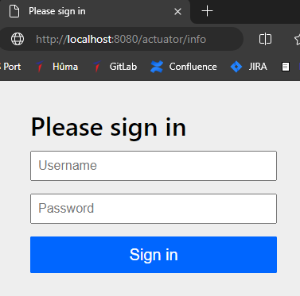 Please sign in
http://localhost:8080/actuator/info
Port
Hüma
GitLab
Confluence
JIRA
Please sign in
Username
Password
Sign in